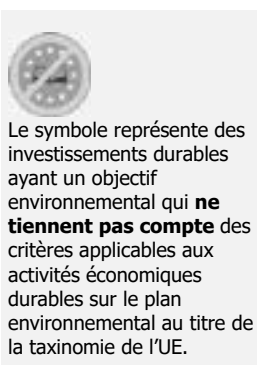 Le symbole représente des
investissements durables
ayant un objectif
environnemental qui ne
tiennent pas compte des
critères applicables aux
activités économiques
durables sur le plan
environnemental au titre de
la taxinomie de l’UE.